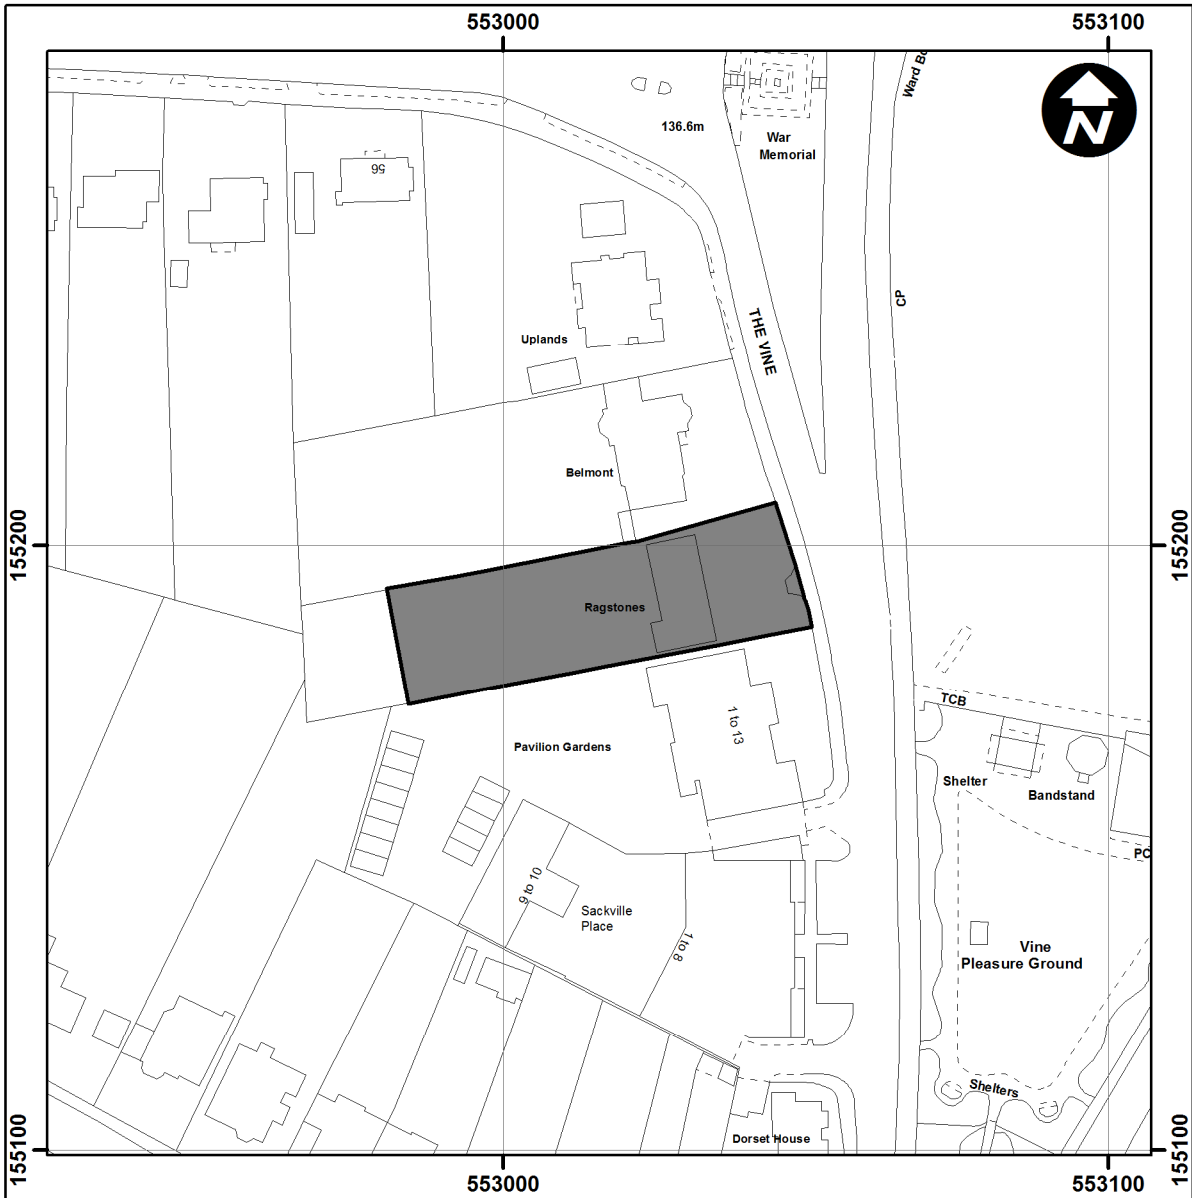 553000
553100
Ward Bo
N
136.6m
War
Memorial
56
CP
THE VINE
Uplands
Belmont
155200
155200
Ragstones
TCB
1 to 13
Pavilion Gardens
Shelter
Bandstand
PC
9 to 10
Sackville
Place
1 to 8
Vine
Pleasure Ground
Shelters
Dorset House
155100
155100
553000
553100